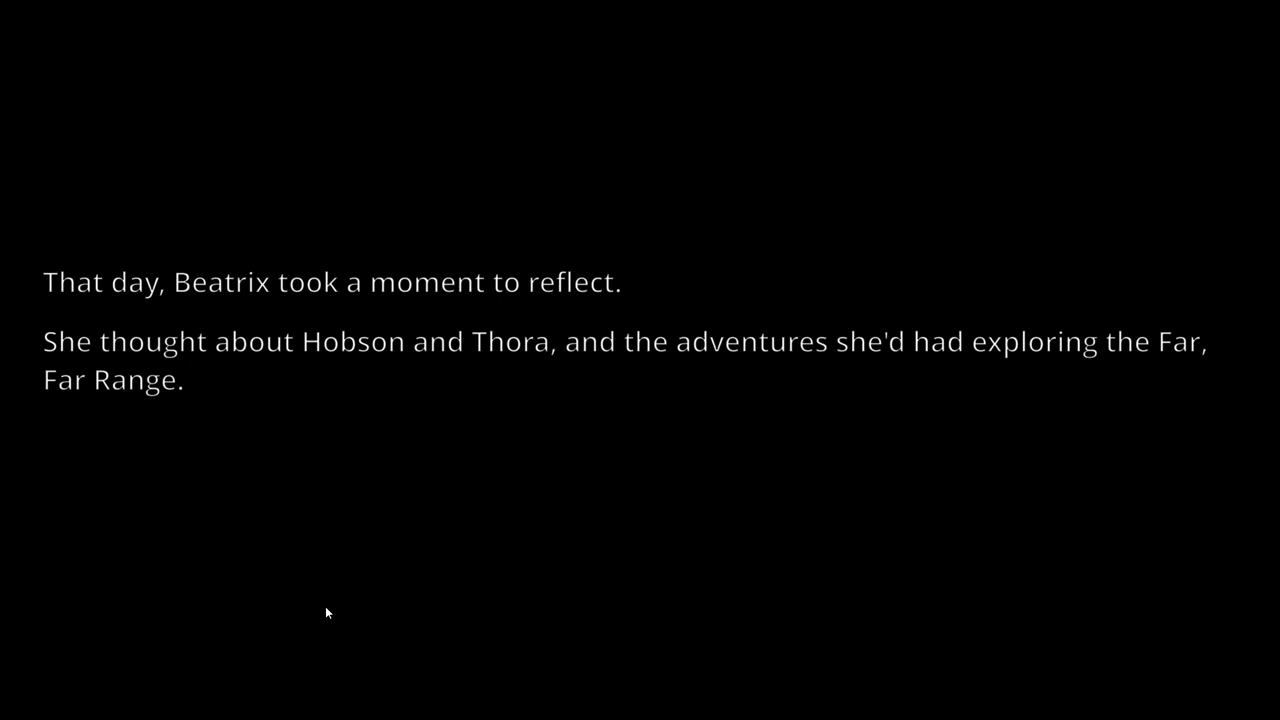 That day, Beatrix took a moment to reflect.
She thought about Hobson and Thora, and the adventures she'd had exploring the Far,
Far Range.